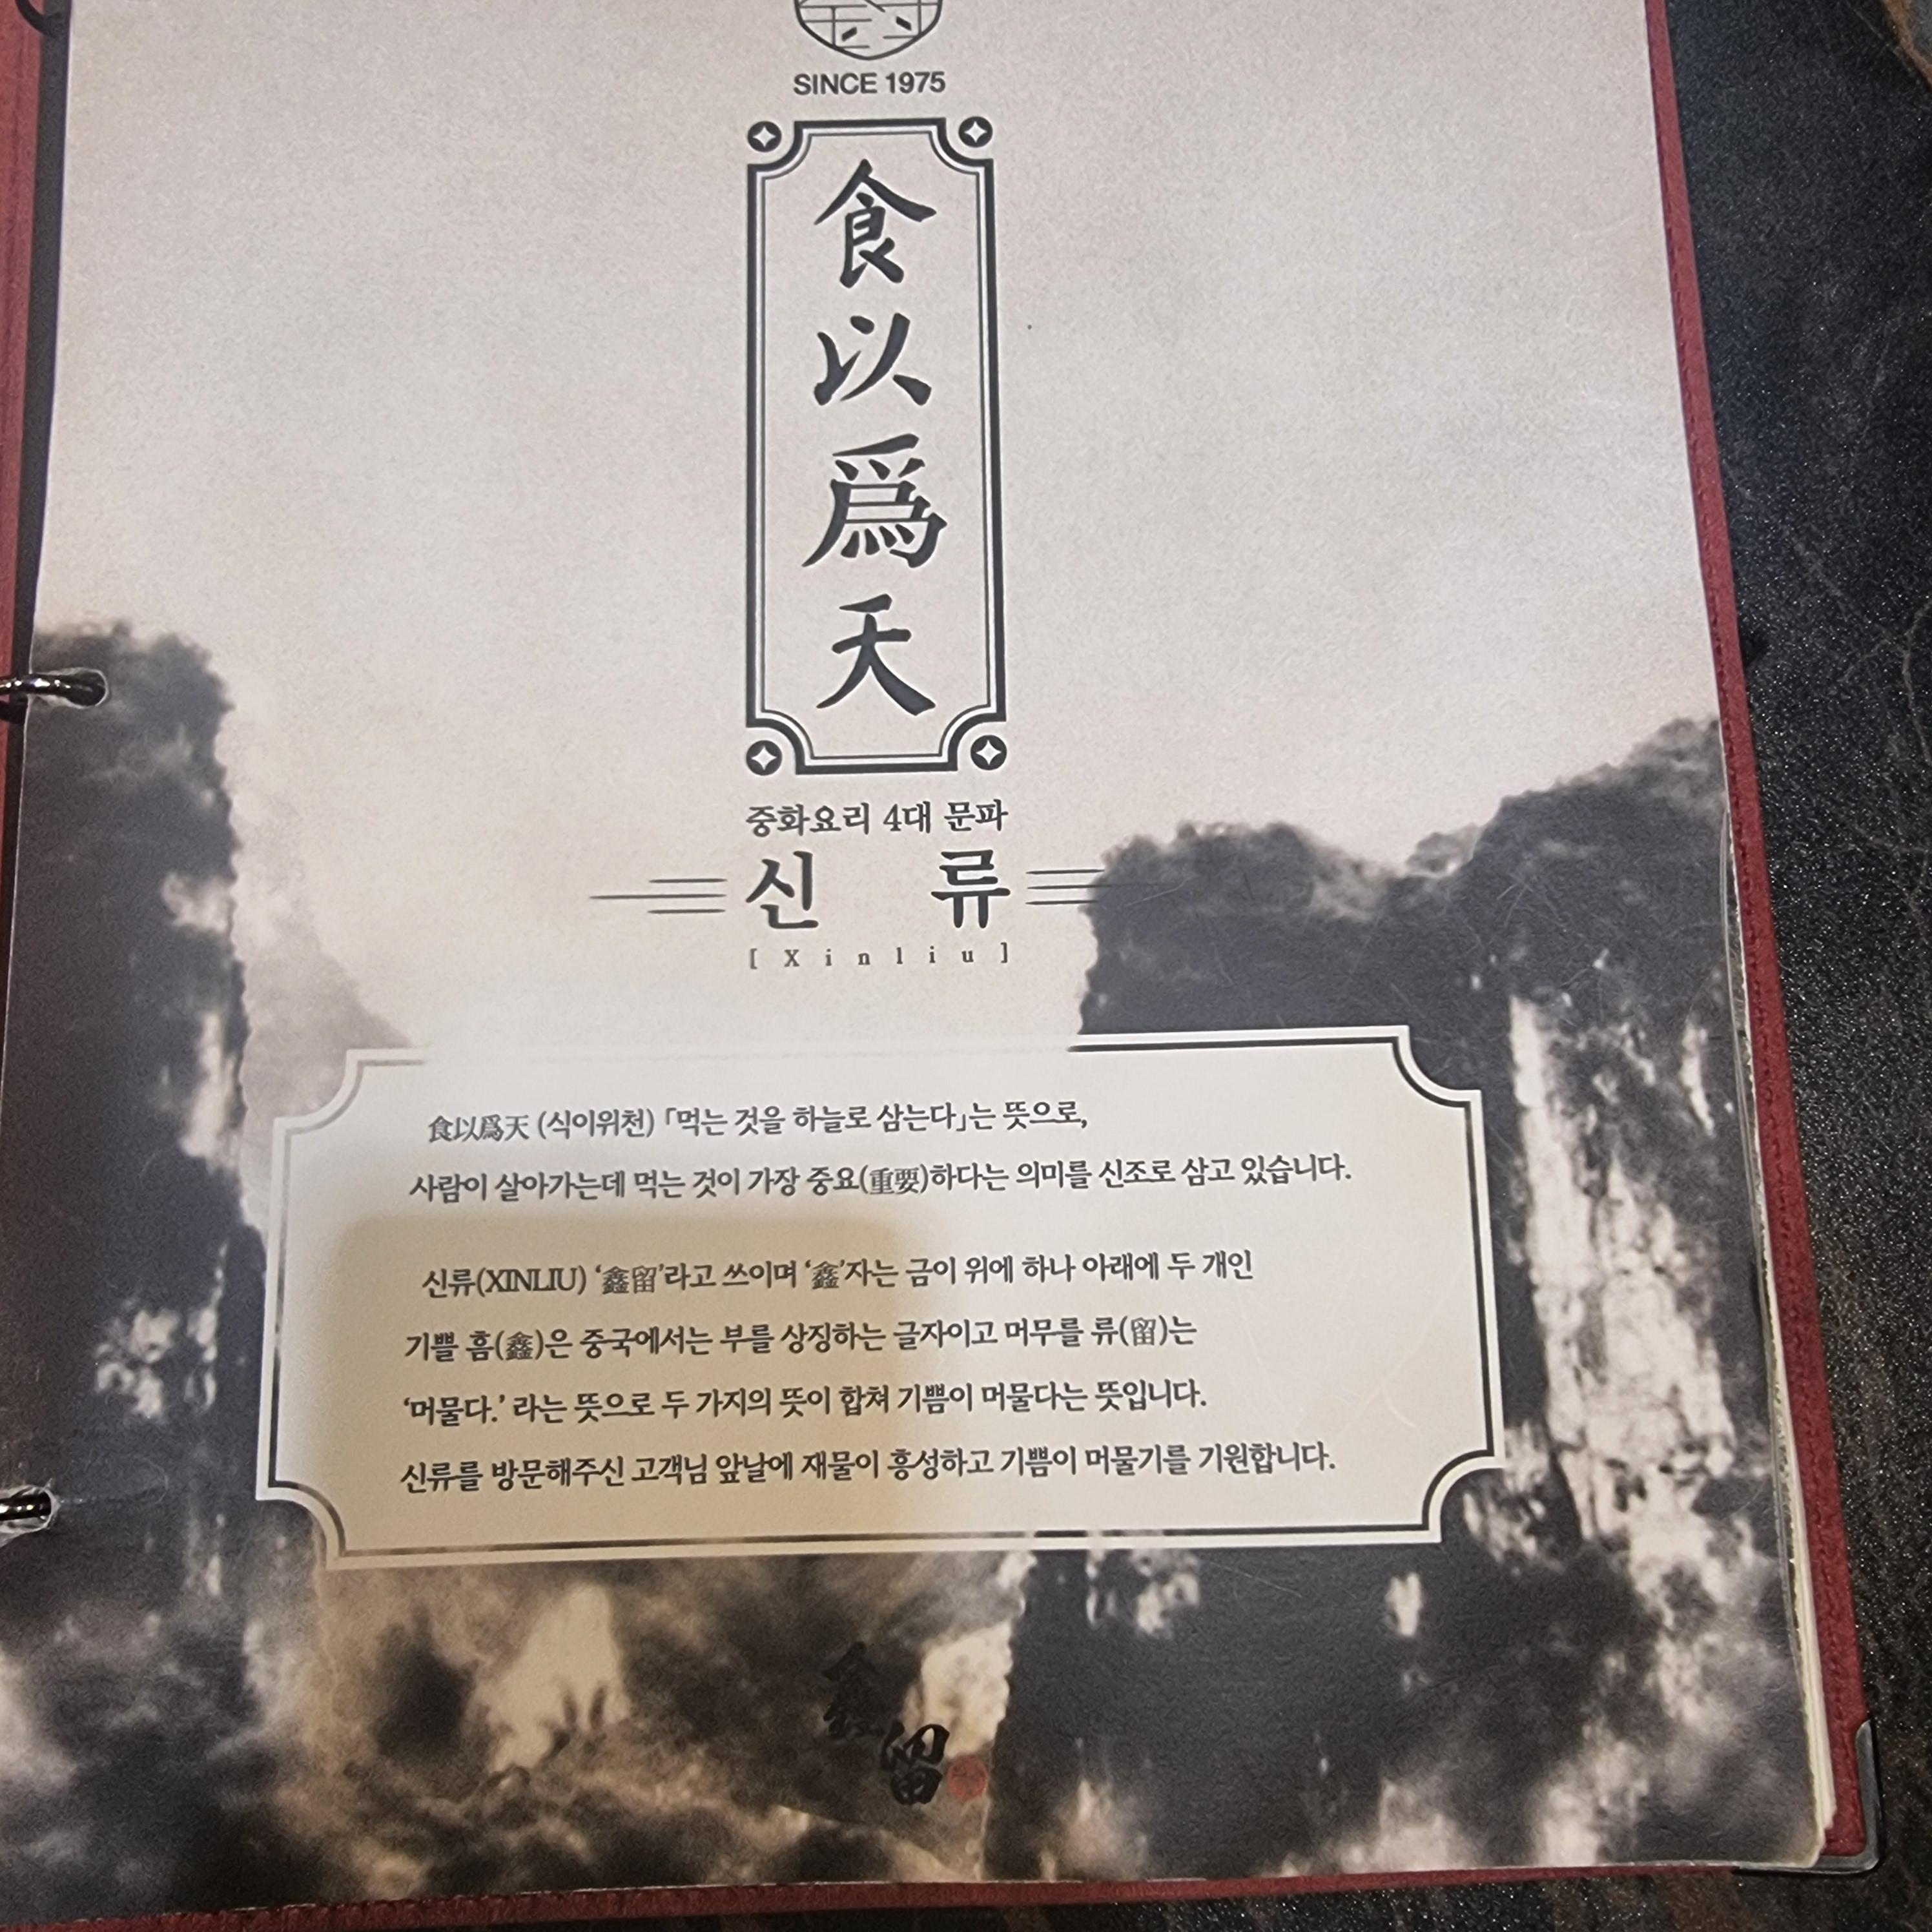 SINCE 1975
食以爲天
중화요리 4대 문파
신 류
[Xinliu]
食以爲天 (식이위천) 「먹는 것을 하늘로 삼는다」는 뜻으로,
사람이 살아가는데 먹는 것이 가장 중요(重要)하다는 의미를 신조로 삼고 있습니다.
신류(XINLIU) ‘鑫留’라고 쓰이며 ‘鑫’자는 금이 위에 하나 아래에 두 개인
기쁠 흠(鑫)은 중국에서는 부를 상징하는 글자이고 머무를 류(留)는
‘머물다.’ 라는 뜻으로 두 가지의 뜻이 합쳐 기쁨이 머물다는 뜻입니다.
신류를 방문해주신 고객님 앞날에 재물이 흥성하고 기쁨이 머물기를 기원합니다.
鑫留